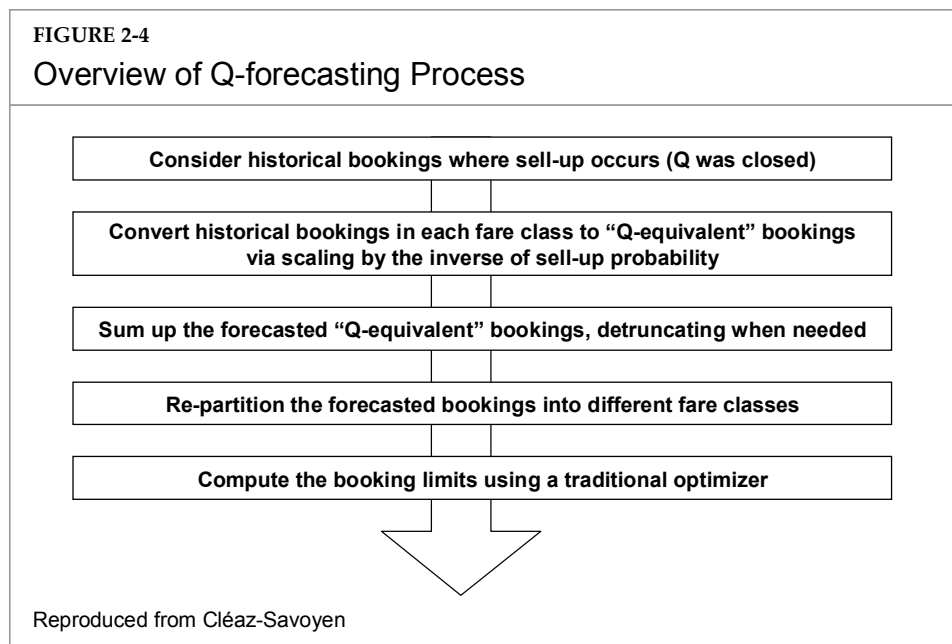 FIGURE 2-4
Overview of Q-forecasting Process
Consider historical bookings where sell-up occurs (Q was closed)
Convert historical bookings in each fare class to “Q-equivalent” bookings
via scaling by the inverse of sell-up probability
Sum up the forecasted “Q-equivalent” bookings, detruncating when needed
Re-partition the forecasted bookings into different fare classes
Compute the booking limits using a traditional optimizer
Reproduced from Cléaz-Savoyen